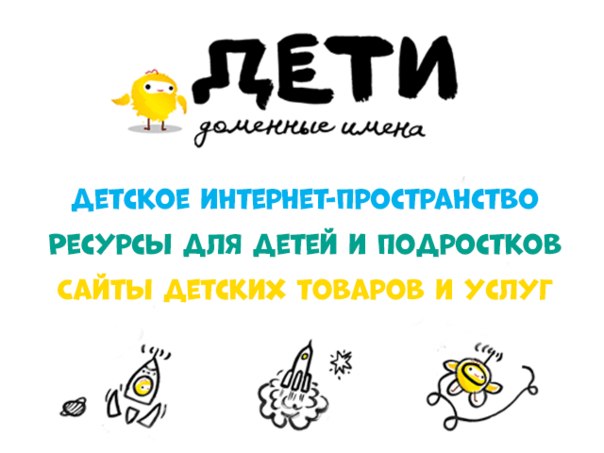 ДЕТИ
доменные имена
ДЕТСКОЕ ИНТЕРНЕТ-ПРОСТРАНСТВО
РЕСУРСЫ ДЛЯ ДЕТЕЙ И ПОДРОСТКОВ
САЙТЫ ДЕТСКИХ ТОВАРОВ И УСЛУГ